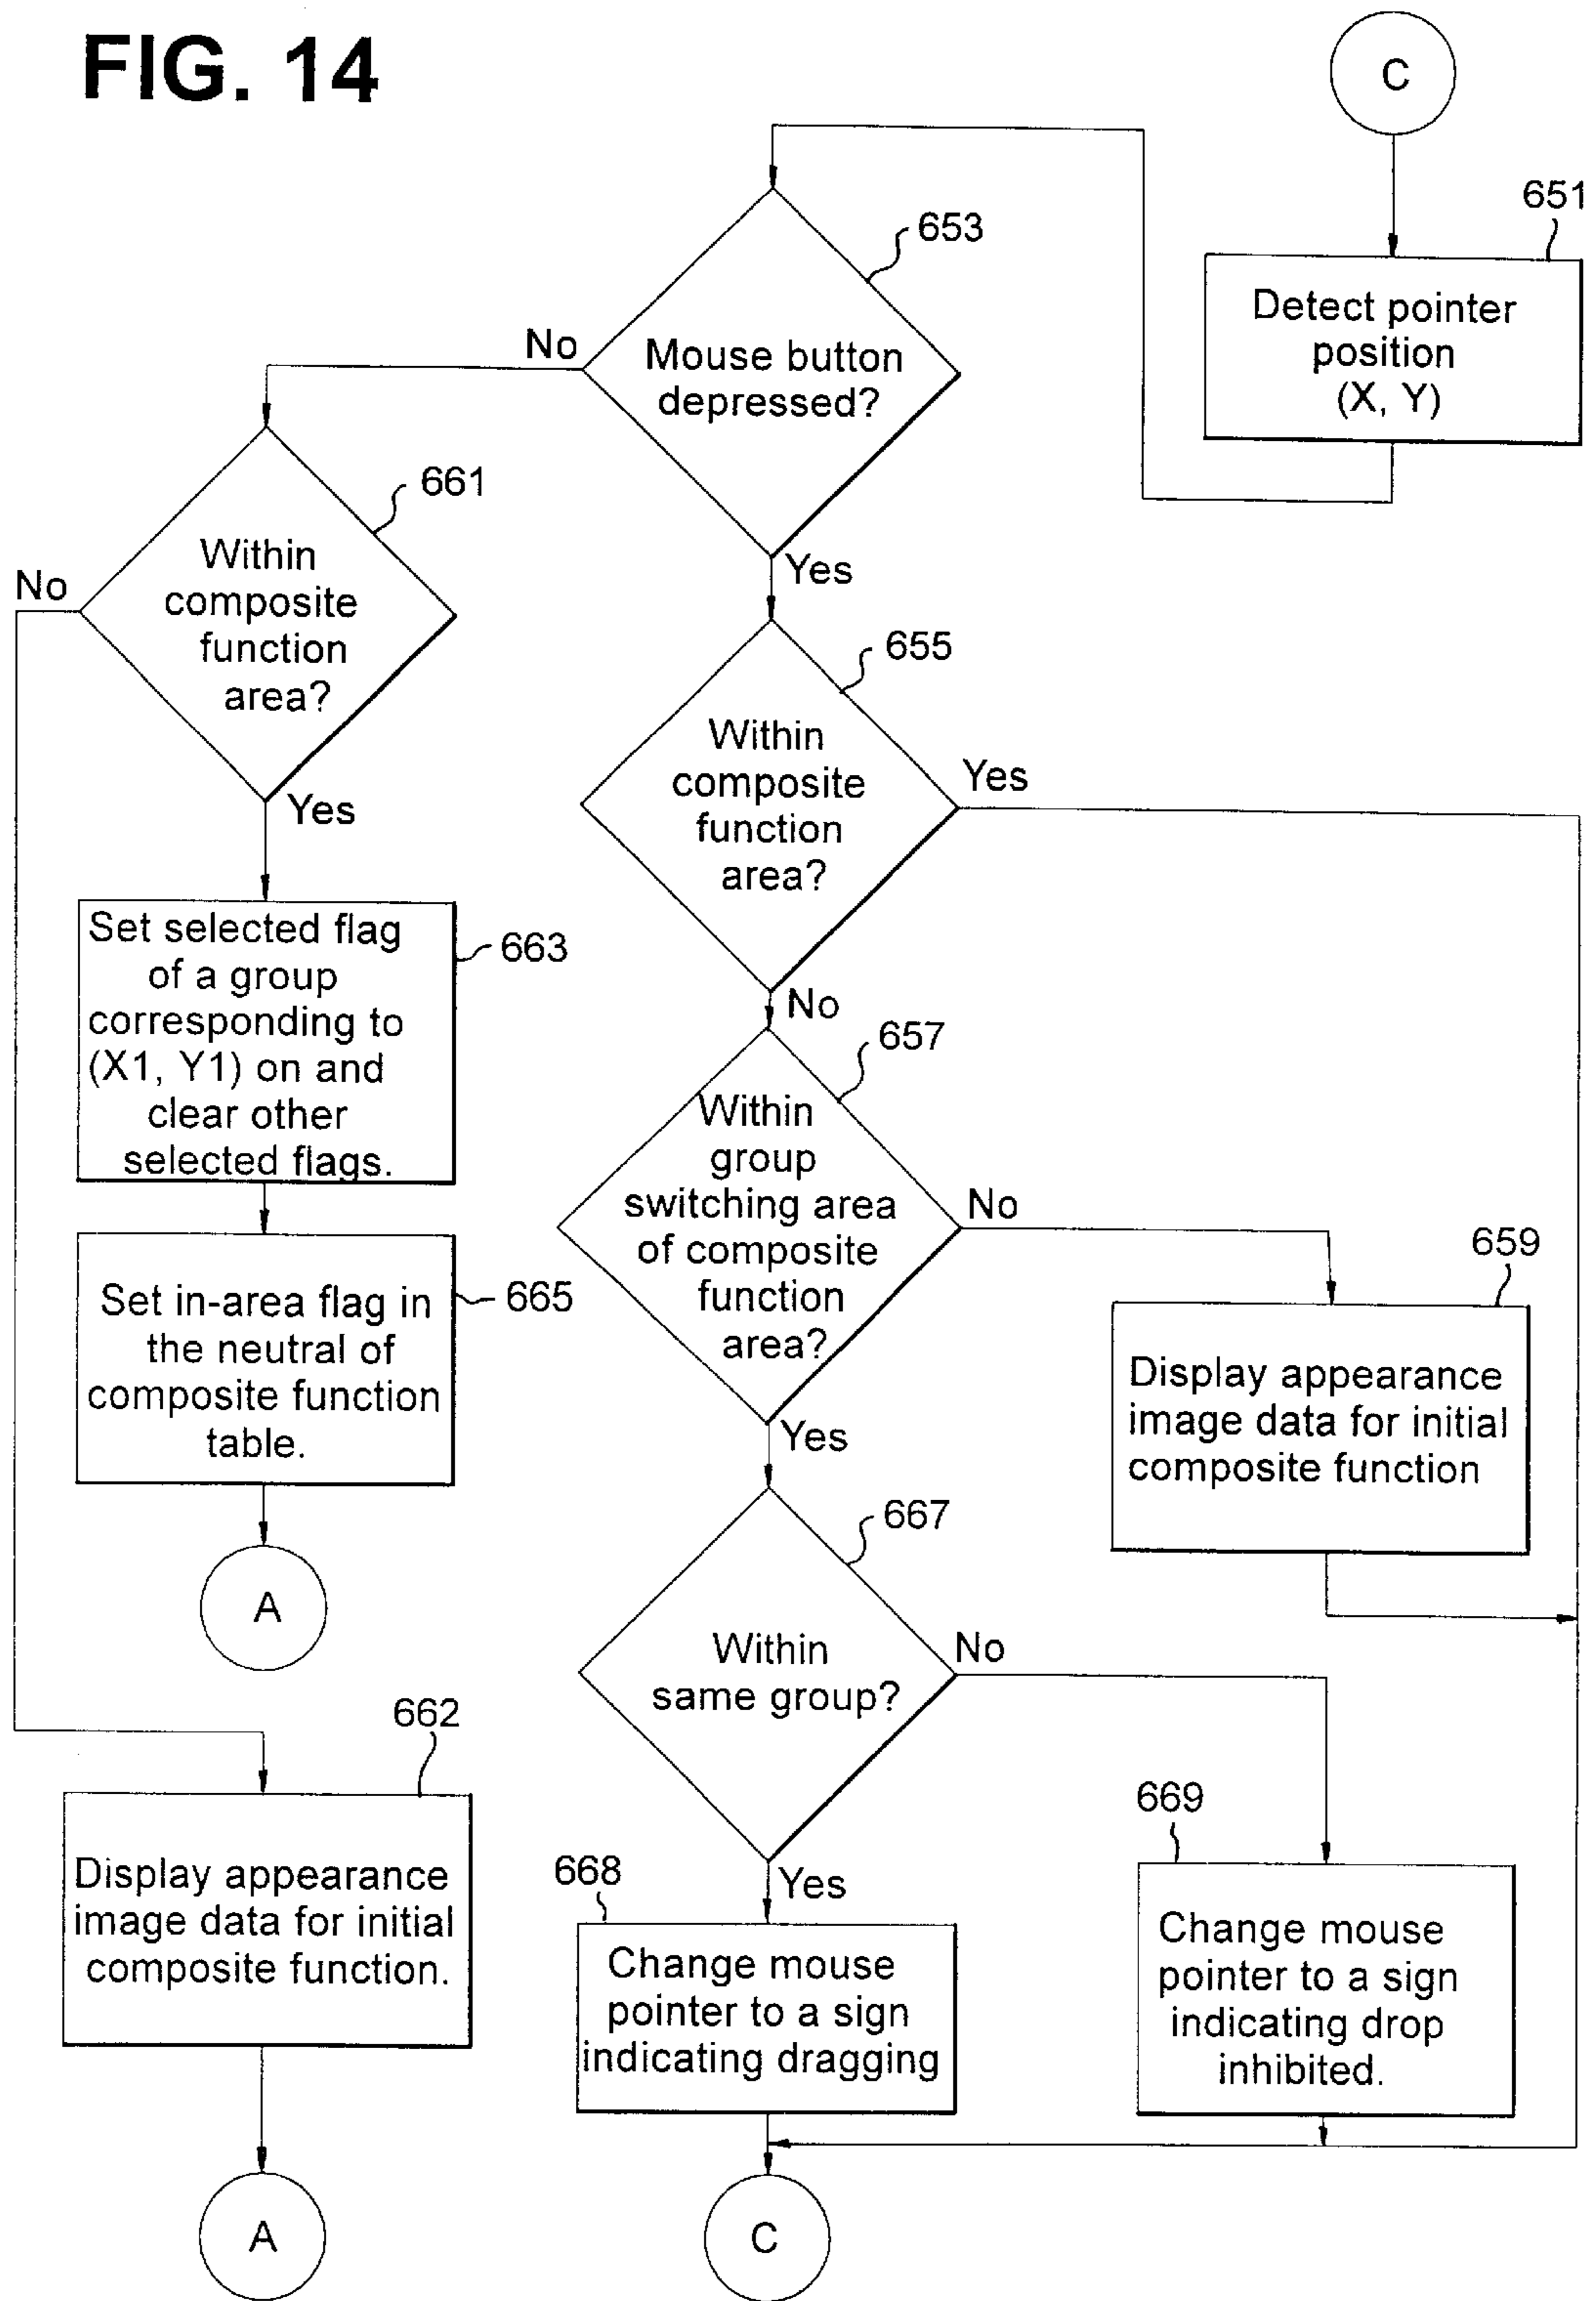 FIG. 14
C
651
Detect pointer
position
(X, Y)
653
Mouse button
depressed?
No
Yes
661
Within
composite
function
area?
No
Yes
655
Within
composite
function
area?
Yes
No
663
Set selected flag
of a group
corresponding to
(X1, Y1) on and
clear other
selected flags.
657
Within
group
switching area
of composite
function
area?
No
Yes
665
Set in-area flag in
the neutral of
composite function
table.
A
659
Display appearance
image data for initial
composite function
667
Within
same group?
No
Yes
662
Display appearance
image data for initial
composite function.
A
668
Change mouse
pointer to a sign
indicating dragging
669
Change mouse
pointer to a sign
indicating drop
inhibited.
C